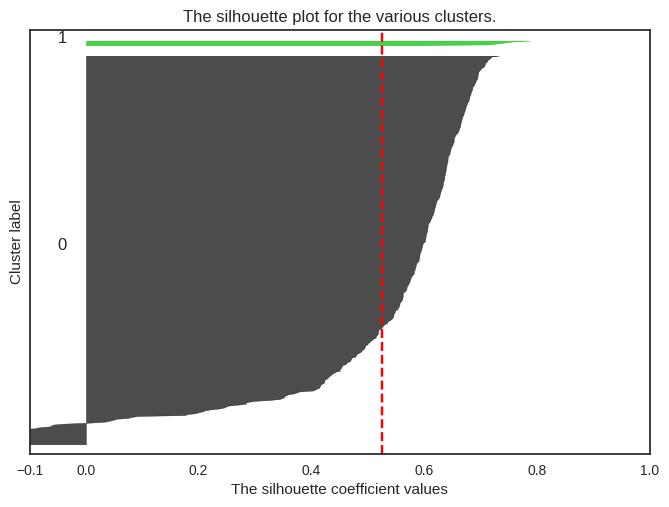 The silhouette plot for the various clusters.
1
0
Cluster label
−0.1 0.0 0.2 0.4 0.6 0.8 1.0
The silhouette coefficient values